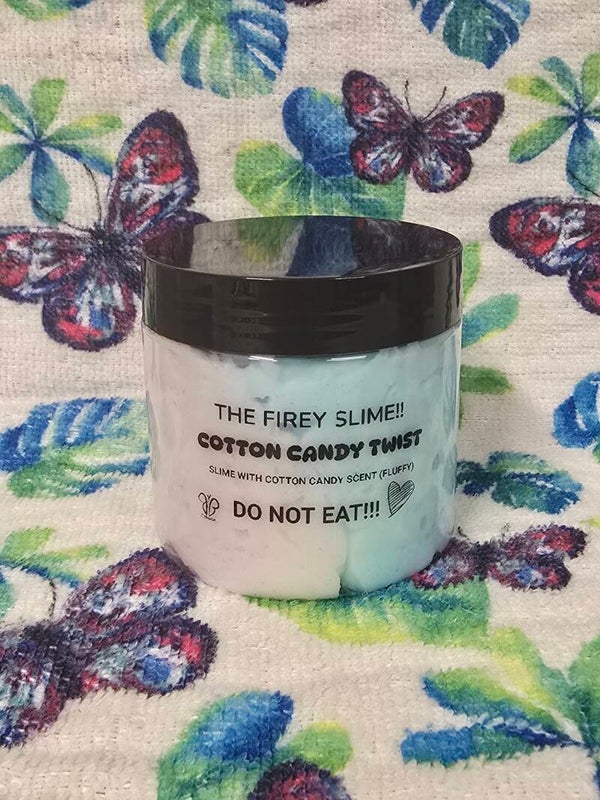 THE FIREY SLIME!!
COTTON CANDY TWIST
SLIME WITH COTTON CANDY SCENT (FLUFFY)
DO NOT EAT!!!